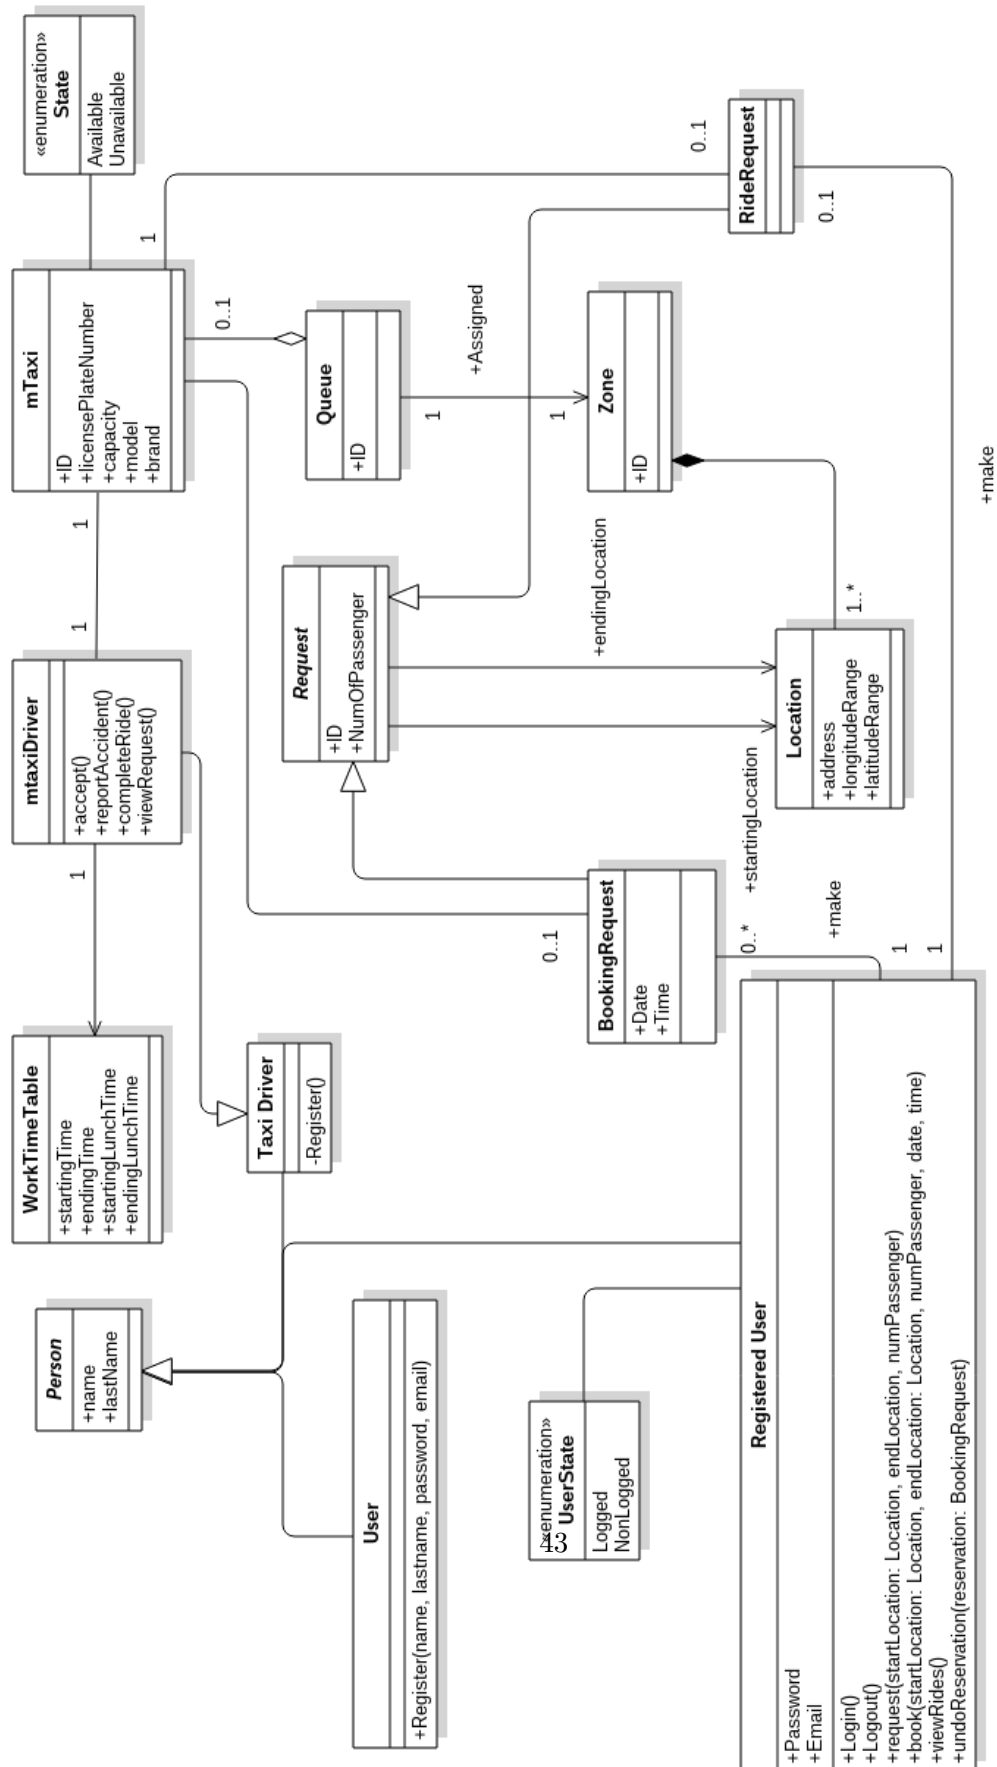 Person
+name
+lastName
WorkTimeTable
+startingTime
+endingTime
+startingLunchTime
+endingLunchTime
1
mtaxiDriver
+accept()
+reportAccident()
+completeRide()
+viewRequest()
1
1
mTaxi
+ID
+licensePlateNumber
+capacity
+model
+brand
1
«enumeration»
State
Available
Unavailable
Taxi Driver
-Register()
0..1
Queue
+ID
1
+Assigned
1
User
+Register(name, lastname, password, email)
Request
+ID
+NumOfPassenger
«enumeration»
UserState
Logged
NonLogged
43
0..1
BookingRequest
+Date
+Time
+endingLocation
Zone
+ID
0..1
RideRequest
0..1
+startingLocation
Location
+address
+longitudeRange
+latitudeRange
1..*
0..*
+make
1
1
+make
Registered User
+Password
+Email
+Login()
+Logout()
+request(startLocation: Location, endLocation, numPassenger)
+book(startLocation: Location, endLocation: Location, numPassenger, date, time)
+viewRides()
+undoReservation(reservation: BookingRequest)